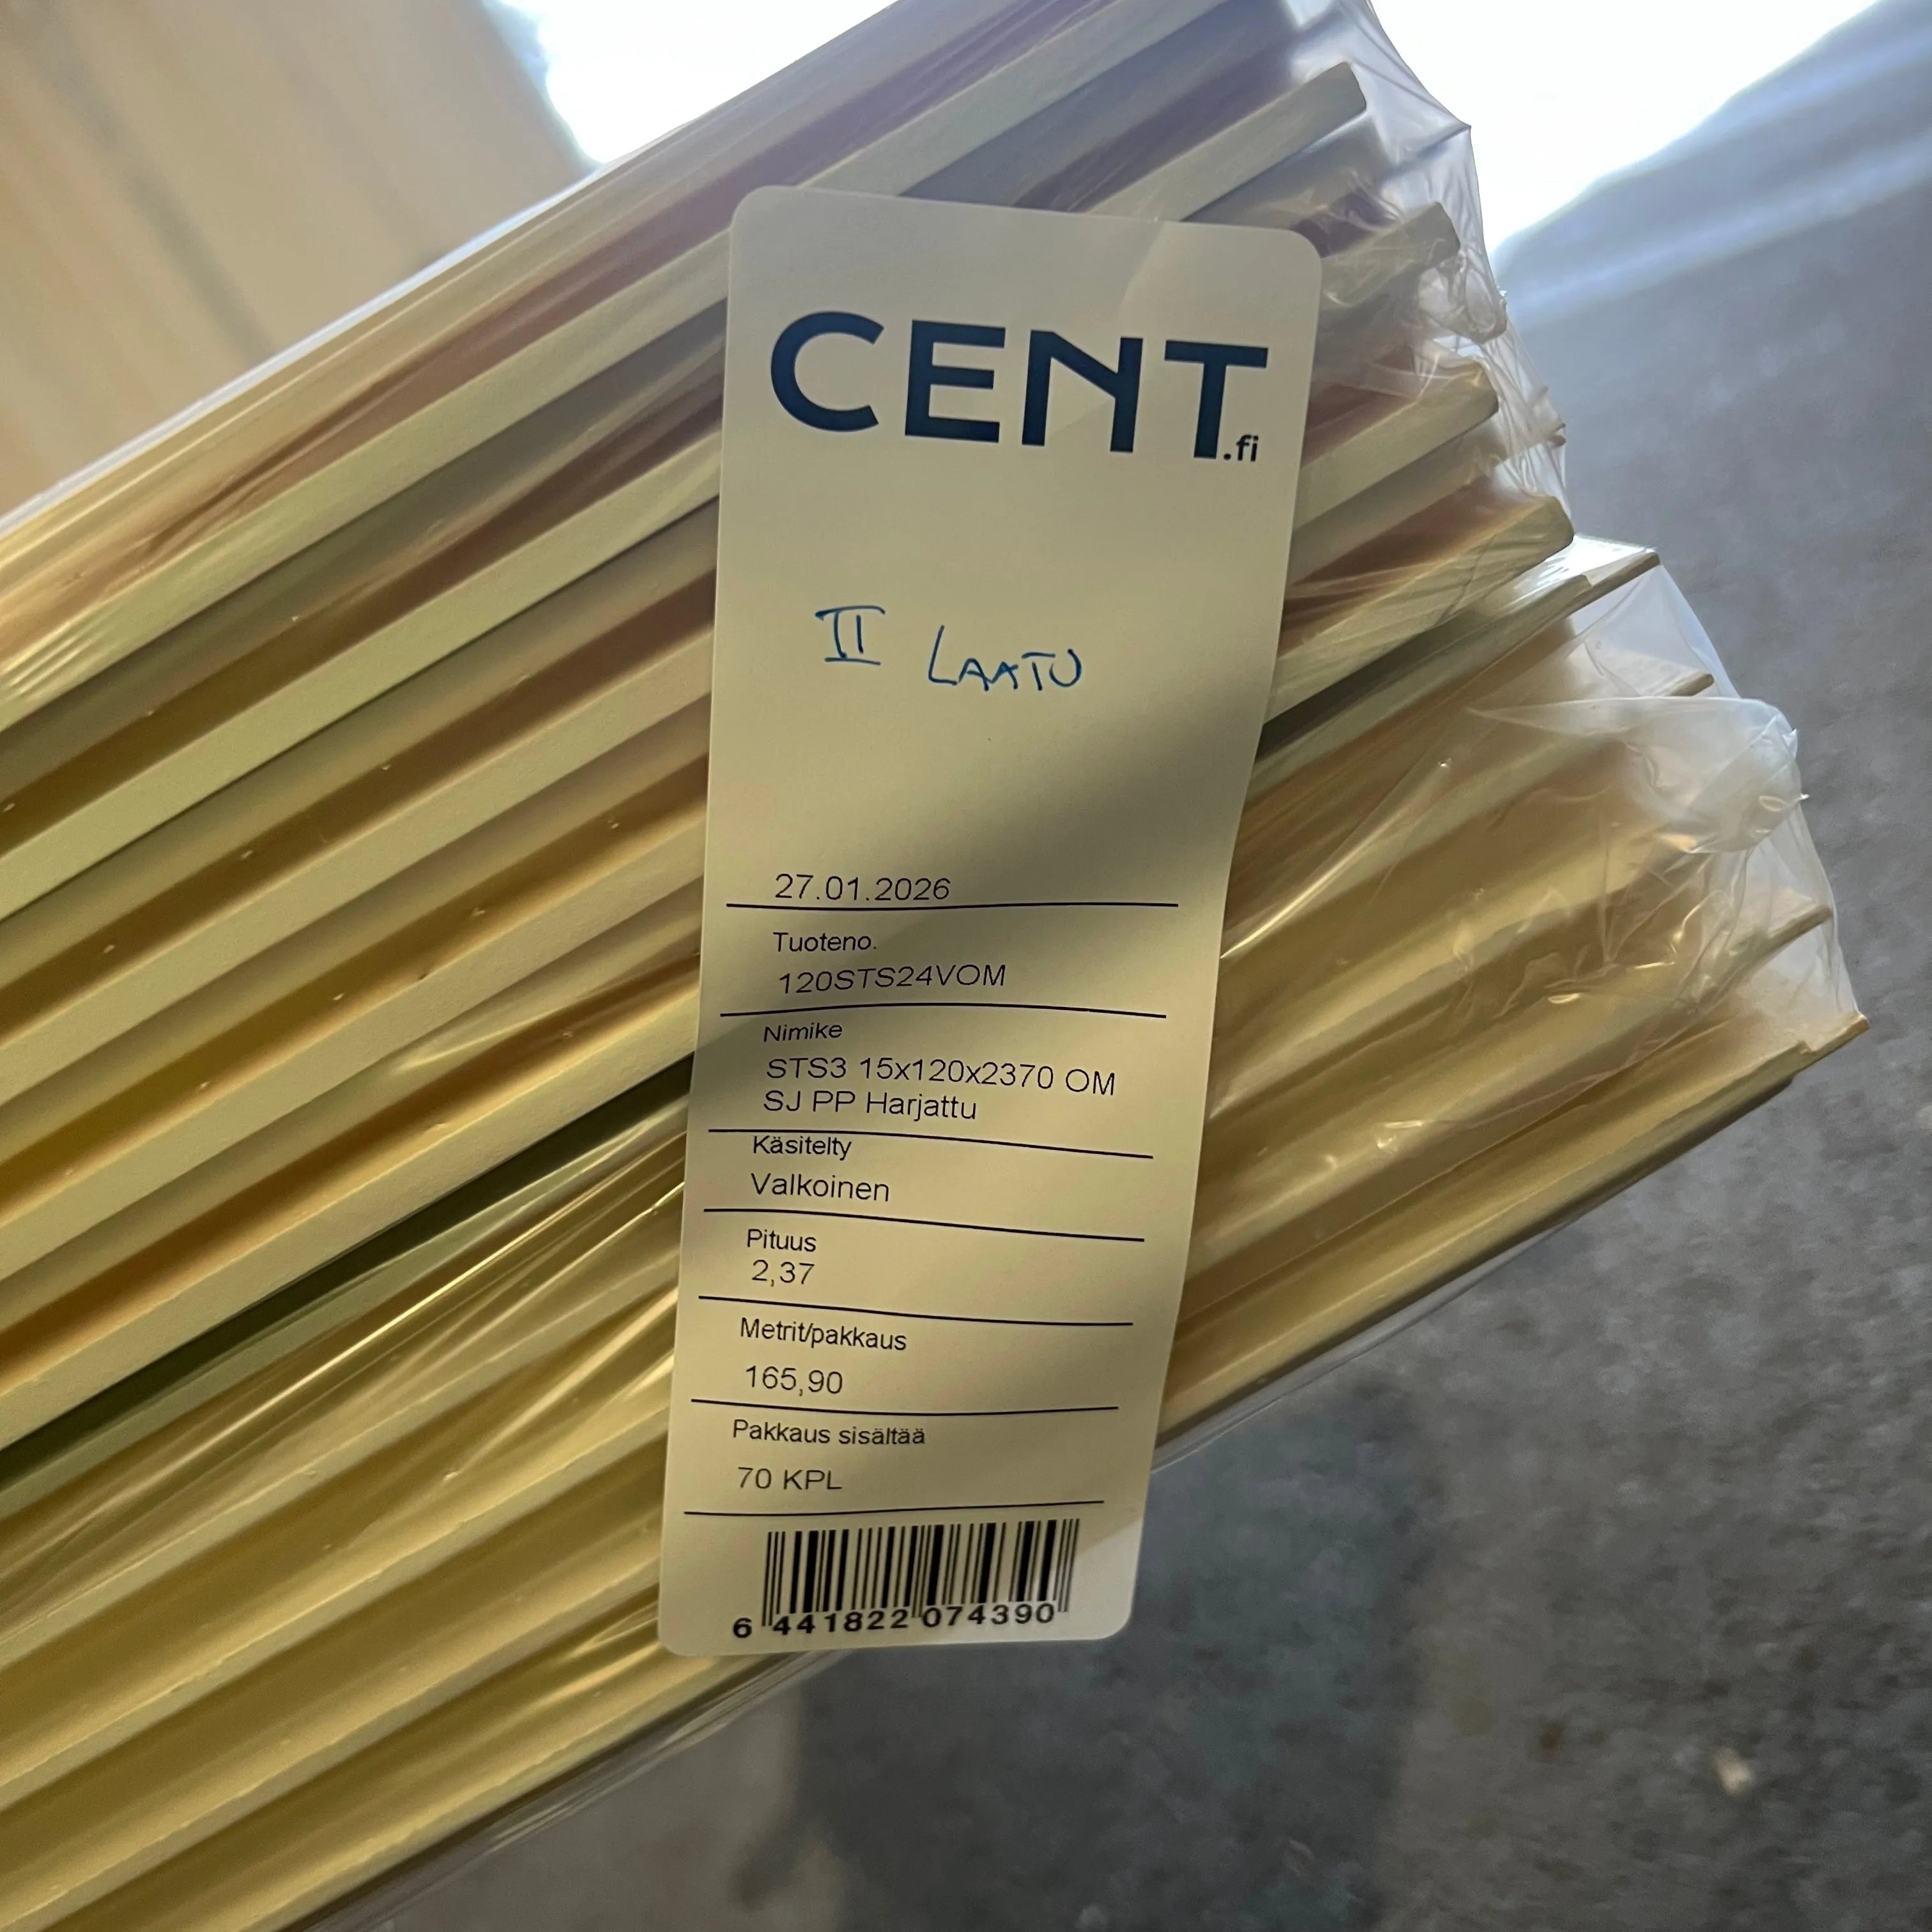 CENT.fi
II LAATU
27.01.2026
Tuoteno.
120STS24VOM
Nimike
STS3 15x120x2370 OM
SJ PP Harjattu
Käsitelty
Valkoinen
Pituus
2,37
Metrit/pakkaus
165,90
Pakkaus sisältää
70 KPL
6 441822 074390